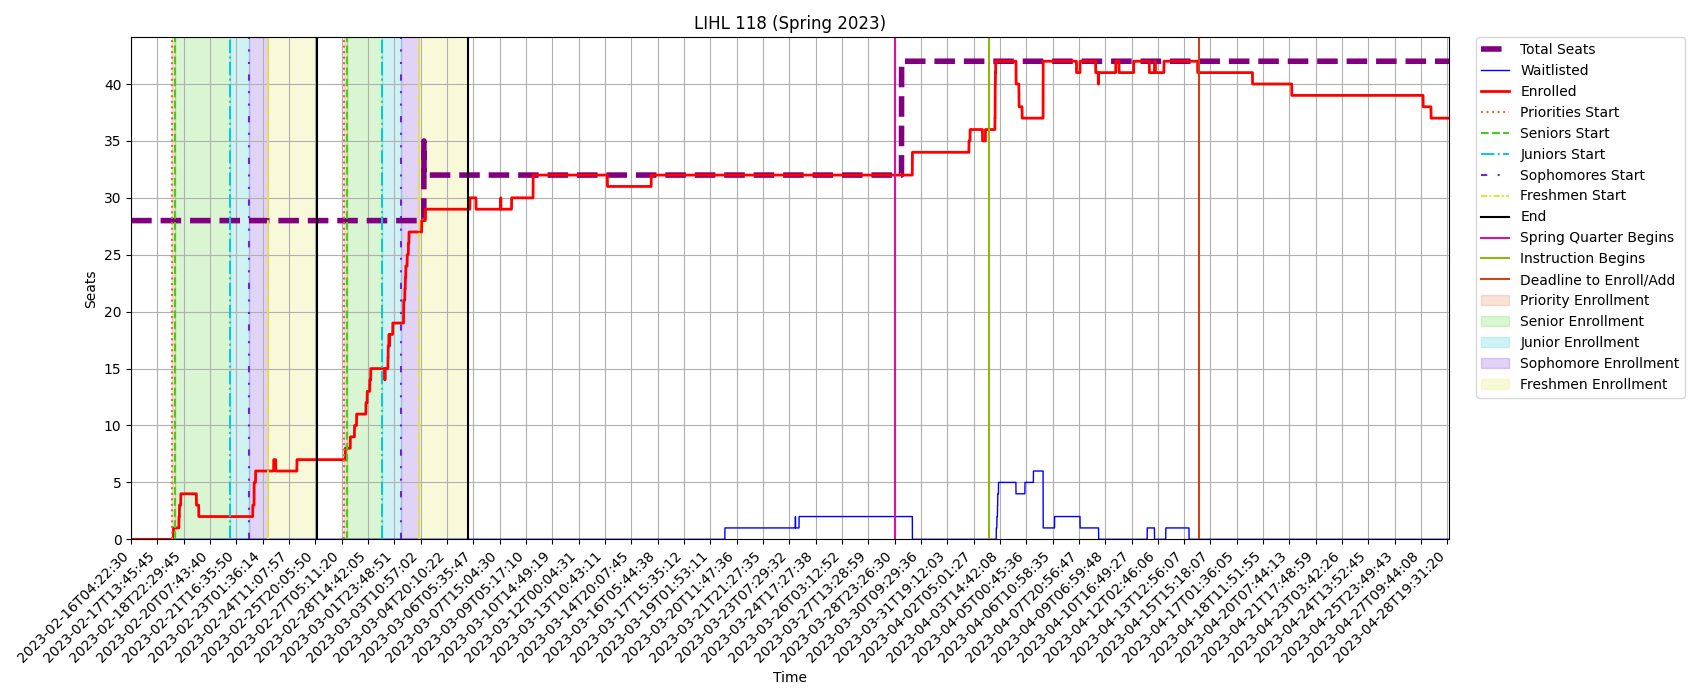 LIHL 118 (Spring 2023)
Seats
40
35
30
25
20
15
10
5
0
2023-02-16T04:22:30
2023-02-17T13:45:45
2023-02-18T22:29:45
2023-02-20T07:43:40
2023-02-21T16:35:50
2023-02-23T01:36:14
2023-02-24T11:07:57
2023-02-25T20:05:50
2023-02-27T05:11:20
2023-02-28T14:42:05
2023-03-01T23:48:51
2023-03-03T10:57:02
2023-03-04T20:10:22
2023-03-06T05:35:47
2023-03-07T15:04:30
2023-03-09T05:17:10
2023-03-10T14:49:19
2023-03-12T00:04:31
2023-03-13T10:43:11
2023-03-14T20:07:45
2023-03-16T05:44:38
2023-03-17T15:35:12
2023-03-19T01:53:11
2023-03-20T11:47:36
2023-03-21T21:27:35
2023-03-23T07:29:32
2023-03-24T17:27:38
2023-03-26T03:12:52
2023-03-27T13:28:59
2023-03-28T23:26:30
2023-03-30T09:29:36
2023-03-31T19:12:03
2023-04-02T05:01:27
2023-04-03T14:42:08
2023-04-05T00:45:36
2023-04-06T10:58:35
2023-04-07T20:56:47
2023-04-09T06:59:48
2023-04-10T16:49:27
2023-04-12T02:46:06
2023-04-13T12:56:07
2023-04-15T15:18:07
2023-04-17T01:36:05
2023-04-18T11:51:55
2023-04-20T07:44:13
2023-04-21T17:48:59
2023-04-23T03:42:26
2023-04-24T13:52:45
2023-04-25T23:49:43
2023-04-27T09:44:08
2023-04-28T19:31:20
Time
Total Seats
Waitlisted
Enrolled
Priorities Start
Seniors Start
Juniors Start
Sophomores Start
Freshmen Start
End
Spring Quarter Begins
Instruction Begins
Deadline to Enroll/Add
Priority Enrollment
Senior Enrollment
Junior Enrollment
Sophomore Enrollment
Freshmen Enrollment